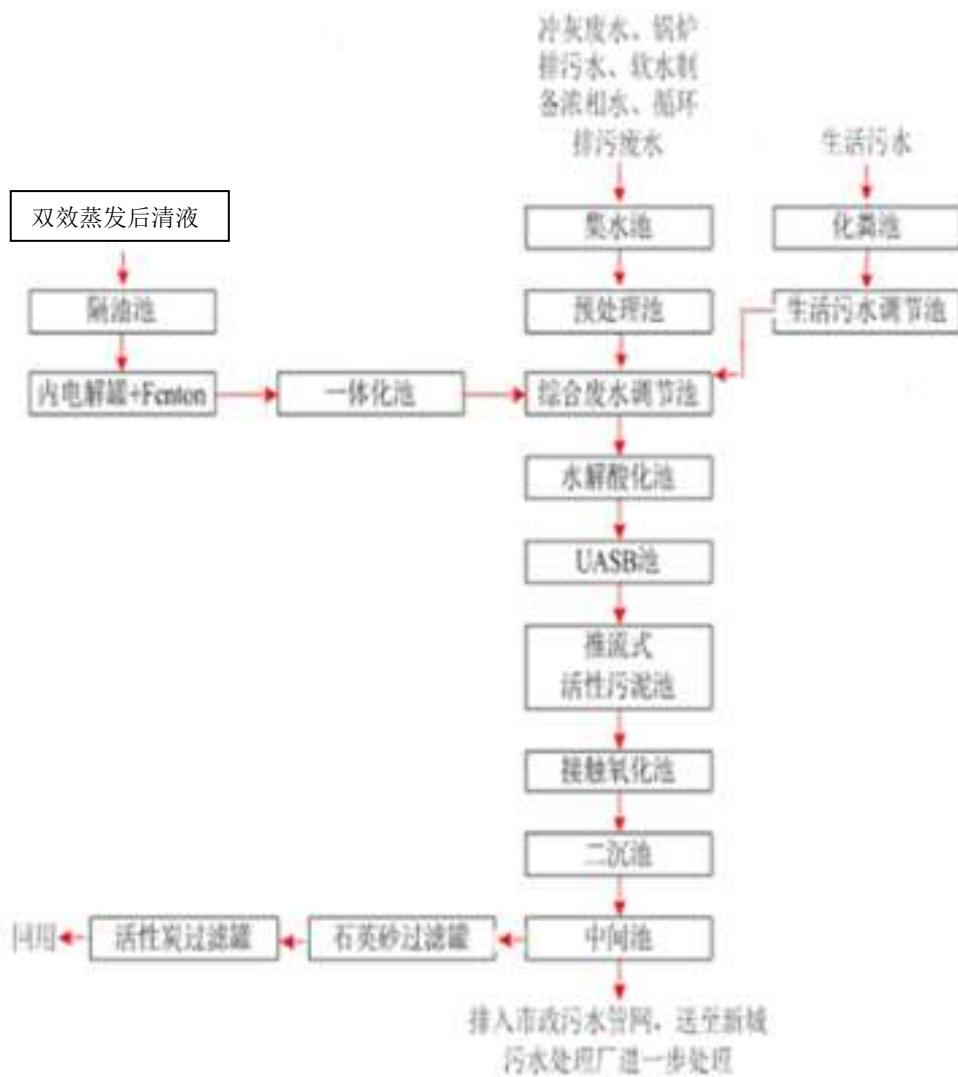 冲灰废水、锅炉
排污水、软水制
备浓相水、循环
排污废水
生活污水
双效蒸发后清液
集水池
化粪池
隔油池
预处理池
生活污水调节池
内电解罐+Fenton
一体化池
综合废水调节池
水解酸化池
UASB池
推流式
活性污泥池
接触氧化池
二沉池
回用
活性炭过滤罐
石英砂过滤罐
中间池
排入市政污水管网,送至新城
污水处理厂进一步处理